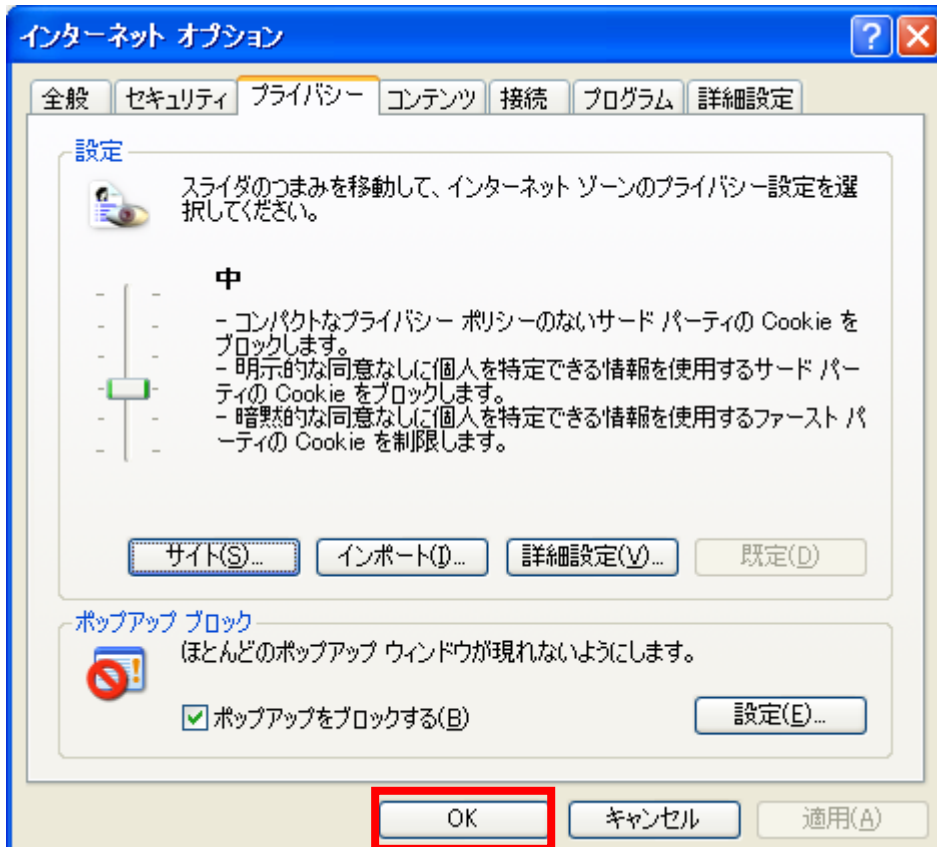 インターネット オプション
全般 セキュリティ プライバシー コンテンツ 接続 プログラム 詳細設定
設定
スライダのつまみを移動して、インターネット ゾーンのプライバシー設定を選
択してください。
中
- コンパクトなプライバシー ポリシーのないサード パーティの Cookie を
ブロックします。
- 明示的な同意なしに個人を特定できる情報を使用するサード パー
ティの Cookie をブロックします。
- 暗黙的な同意なしに個人を特定できる情報を使用するファースト パ
ーティの Cookie を制限します。
サイト(S)... インポート(I)... 詳細設定(V)... 既定(D)
ポップアップ ブロック
ほとんどのポップアップ ウィンドウが現れないようにします。
ポップアップをブロックする(B) 設定(E)...
OK キャンセル 適用(A)